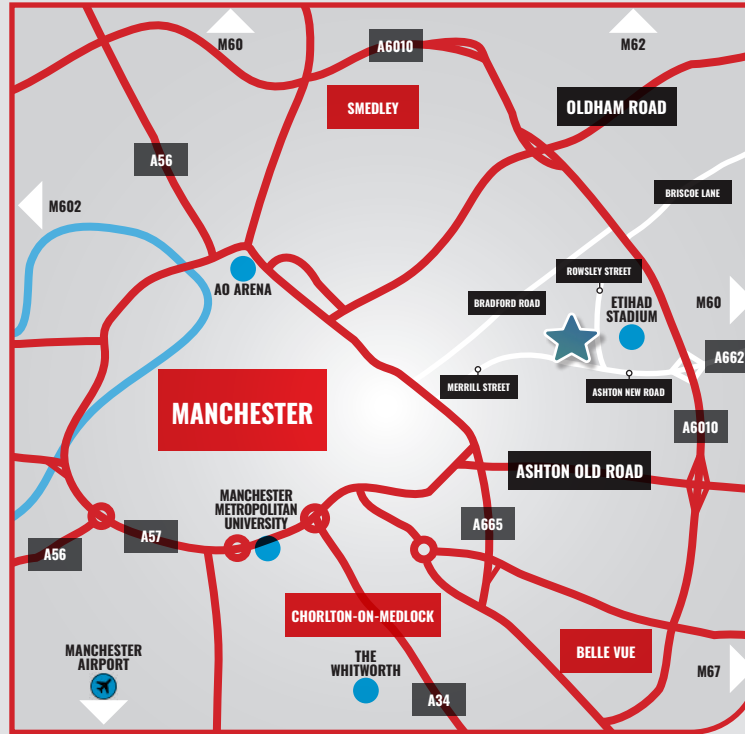 M60
M62
A6010
SMEDLEY
OLDHAM ROAD
A56
BRISCOE LANE
M602
ROWSLEY STREET
AO ARENA
BRADFORD ROAD
ETIHAD
STADIUM
M60
A662
MERRILL STREET
ASHTON NEW ROAD
MANCHESTER
A6010
ASHTON OLD ROAD
MANCHESTER
METROPOLITAN
UNIVERSITY
A665
A57
A56
CHORLTON-ON-MEDLOCK
BELLE VUE
MANCHESTER
AIRPORT
THE
WHITWORTH
M67
A34